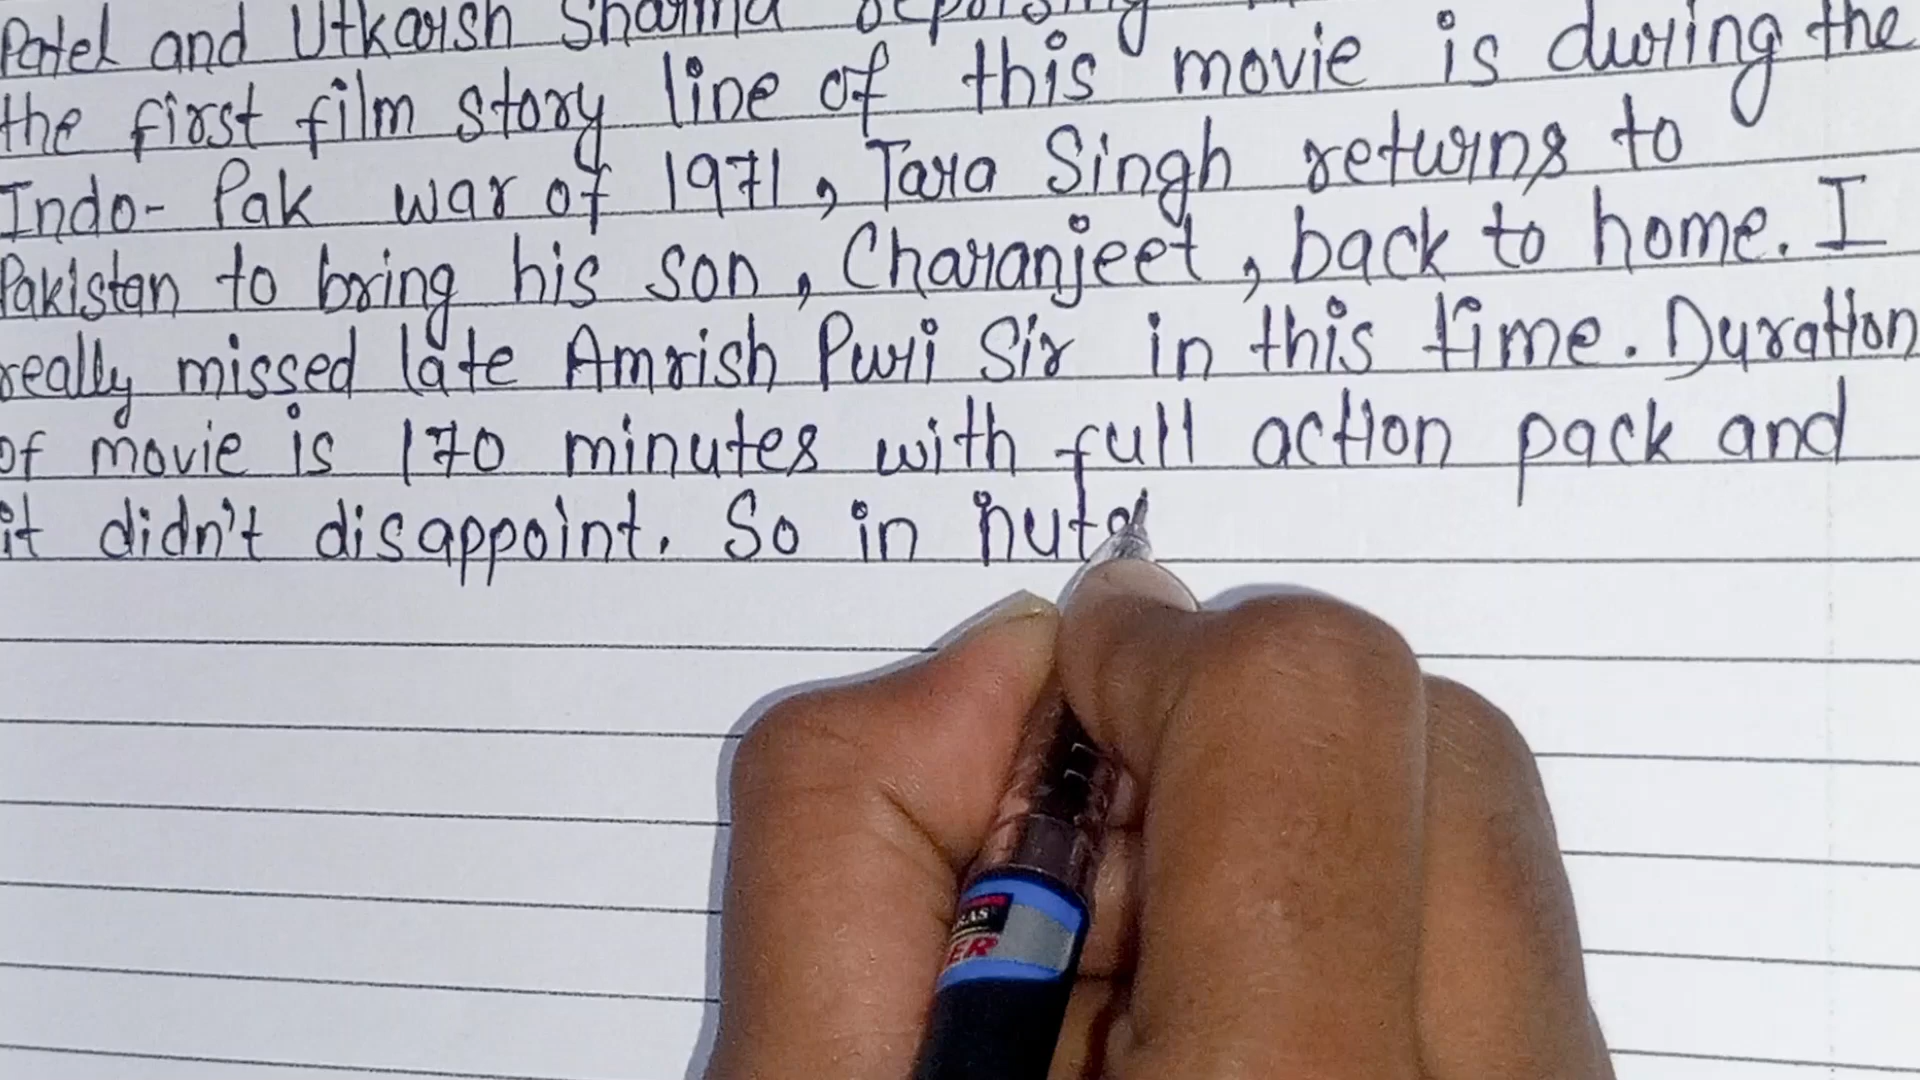 Patel and Utkarsh Sharma
the first film story line of this movie is during the
Indo- Pak war of 1971, Tara Singh returns to
Pakistan to bring his son, Charanjeet, back to home. I
really missed late Amrish Puri Sir in this time. Duration
of movie is 170 minutes with full action pack and
it didn't disappoint. So in
ER